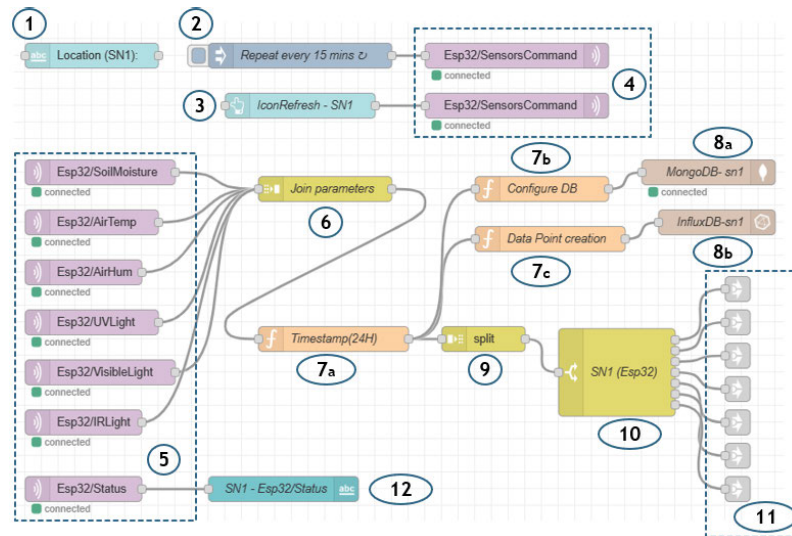 1
abc
Location (SN1):
2
Repeat every 15 mins ↻
Esp32/SensorsCommand
connected
3
IconRefresh - SN1
Esp32/SensorsCommand
connected
4
Esp32/SoilMoisture
connected
Esp32/AirTemp
connected
Esp32/AirHum
connected
Esp32/UVLight
connected
Esp32/VisibleLight
connected
Esp32/IRLight
connected
5
Esp32/Status
connected
Join parameters
6
Timestamp(24H)
7a
7b
Configure DB
Data Point creation
7c
8a
MongoDB- sn1
connected
InfluxDB-sn1
8b
split
9
SN1 (Esp32)
10
11
SN1 - Esp32/Status
abc
12